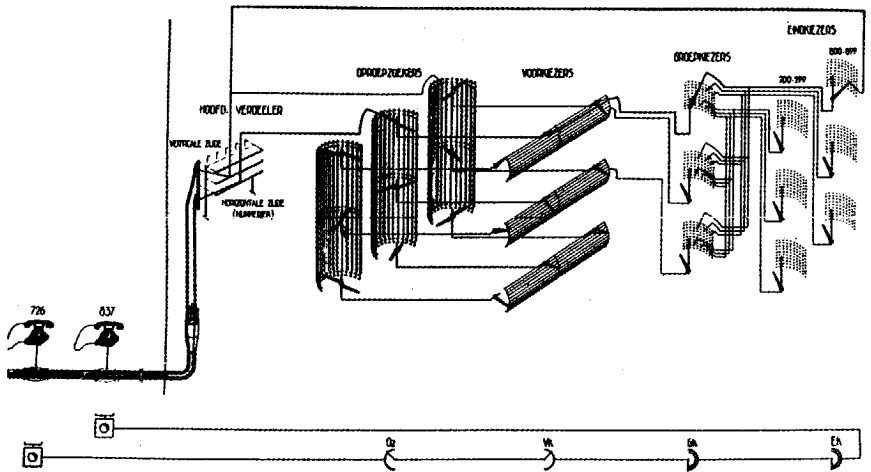 EINDKIEZERS
800-899
OPROEPZOEKERS
VOORKIEZERS
GROEPKIEZERS
200-299
HOOFD VERDEELER
VERTICALE ZIJDE
HORIZONTALE ZIJDE
(NUMMERIEK)
726
837
Oz
Vk
Gk
Ek